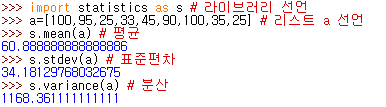 >>> import statistics as s # 라이브러리 선언
>>> a=[100,95,25,33,45,90,100,35,25] # 리스트 a 선언
>>> s.mean(a) # 평균
60.888888888888886
>>> s.stdev(a) # 표준편차
34.18129768032675
>>> s.variance(a) # 분산
1168.361111111111